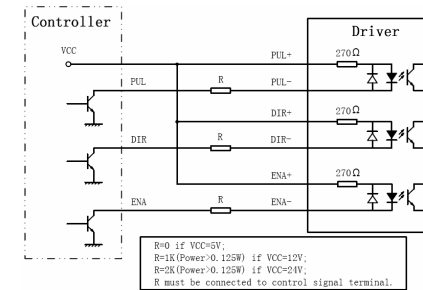 Controller
Driver
VCC
PUL+
270Ω
PUL
R
PUL-
DIR+
270Ω
DIR
R
DIR-
ENA+
270Ω
ENA
R
ENA-
R=0 if VCC=5V;
R=1K(Power>0.125W) if VCC=12V;
R=2K(Power>0.125W) if VCC=24V;
R must be connected to control signal terminal.